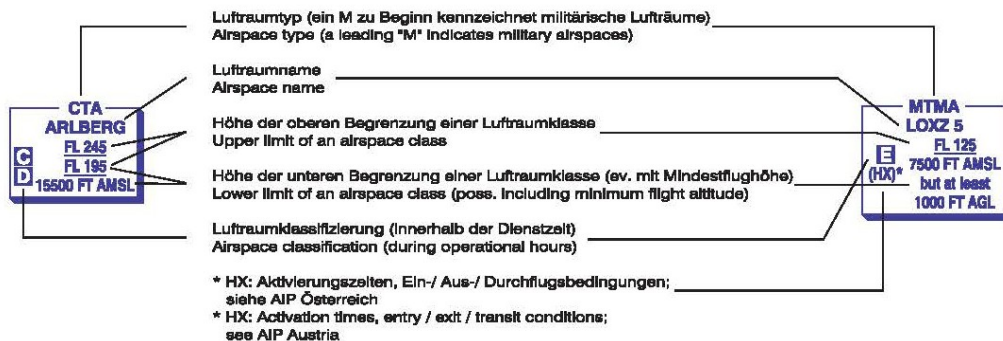 Luftraumtyp (ein M zu Beginn kennzeichnet militärische Lufträume)
Airspace type (a leading "M" indicates military airspaces)
Luftraumname
Airspace name
CTA
ARLBERG
FL 245
C
FL 195
D
15500 FT AMSL
Höhe der oberen Begrenzung einer Luftraumklasse
Upper limit of an airspace class
Höhe der unteren Begrenzung einer Luftraumklasse (ev. mit Mindestflughöhe)
Lower limit of an airspace class (poss. including minimum flight altitude)
Luftraumklassifizierung (innerhalb der Dienstzeit)
Airspace classification (during operational hours)
MTMA
LOXZ 5
FL 125
E
7500 FT AMSL
(HX)*
but at least
1000 FT AGL
* HX: Aktivierungszeiten, Ein-/ Aus-/ Durchflugsbedingungen;
siehe AIP Österreich
* HX: Activation times, entry / exit / transit conditions;
see AIP Austria